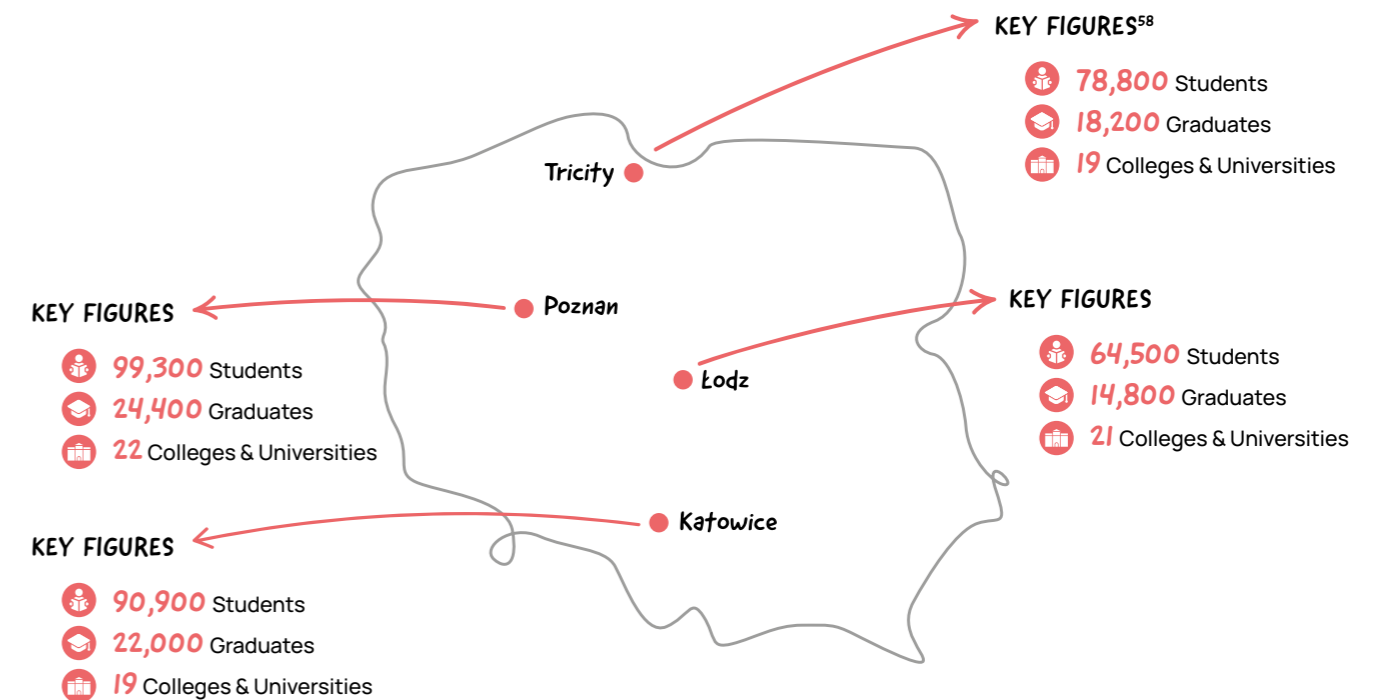 KEY FIGURES⁵⁸
78,800 Students
18,200 Graduates
19 Colleges & Universities
Tricity
KEY FIGURES
99,300 Students
24,400 Graduates
22 Colleges & Universities
Poznan
KEY FIGURES
64,500 Students
14,800 Graduates
21 Colleges & Universities
Łodz
Katowice
KEY FIGURES
90,900 Students
22,000 Graduates
19 Colleges & Universities